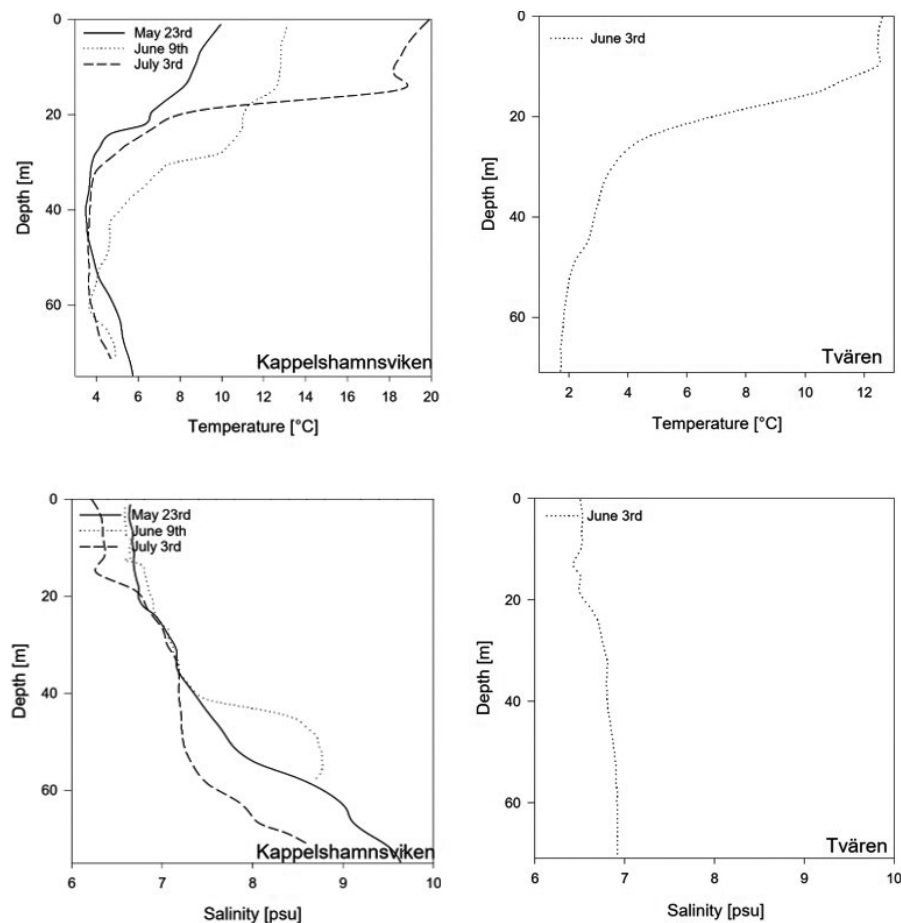 0
20
40
60
Depth [m]
May 23rd
June 9th
July 3rd
Kappelshamnsviken
4 6 8 10 12 14 16 18 20
Temperature [°C]
0
20
40
60
Depth [m]
June 3rd
Tvären
2 4 6 8 10 12
Temperature [°C]
0
20
40
60
Depth [m]
May 23rd
June 9th
July 3rd
Kappelshamnsviken
6 7 8 9 10
Salinity [psu]
0
20
40
60
Depth [m]
June 3rd
Tvären
6 7 8 9 10
Salinity [psu]